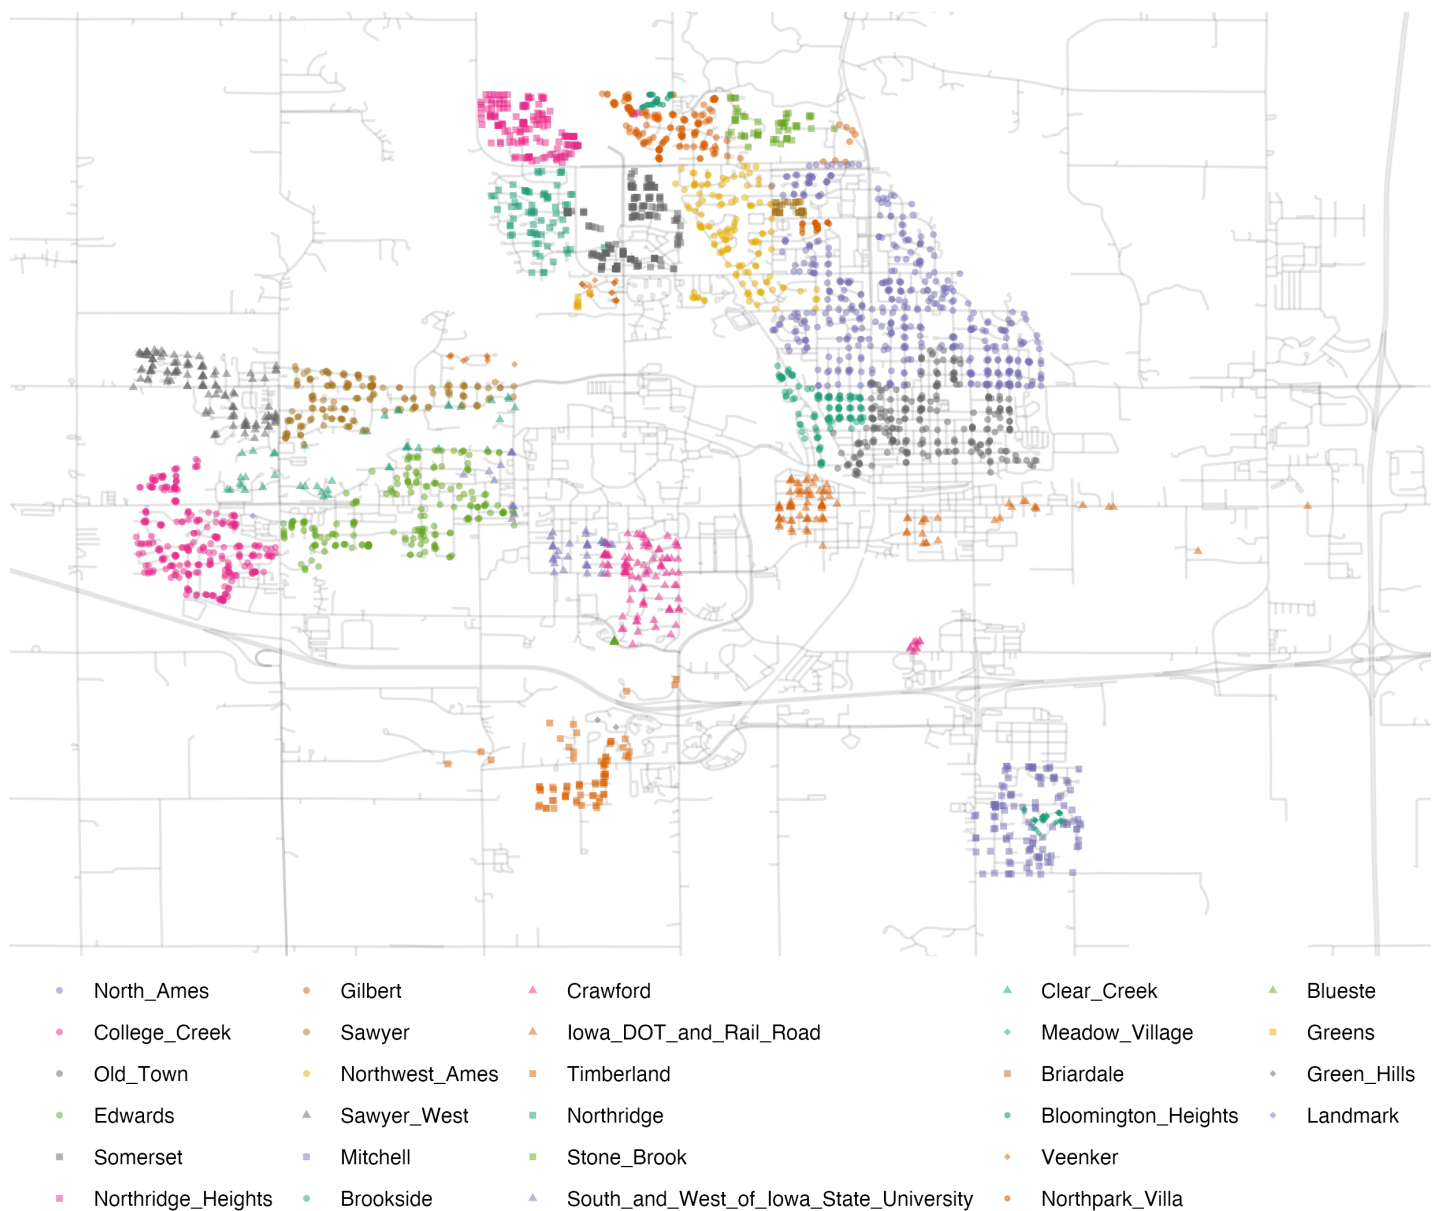 North_Ames
College_Creek
Old_Town
Edwards
Somerset
Northridge_Heights
Gilbert
Sawyer
Northwest_Ames
Sawyer_West
Mitchell
Brookside
Crawford
Iowa_DOT_and_Rail_Road
Timberland
Northridge
Stone_Brook
South_and_West_of_Iowa_State_University
Clear_Creek
Meadow_Village
Briardale
Bloomington_Heights
Veenker
Northpark_Villa
Blueste
Greens
Green_Hills
Landmark